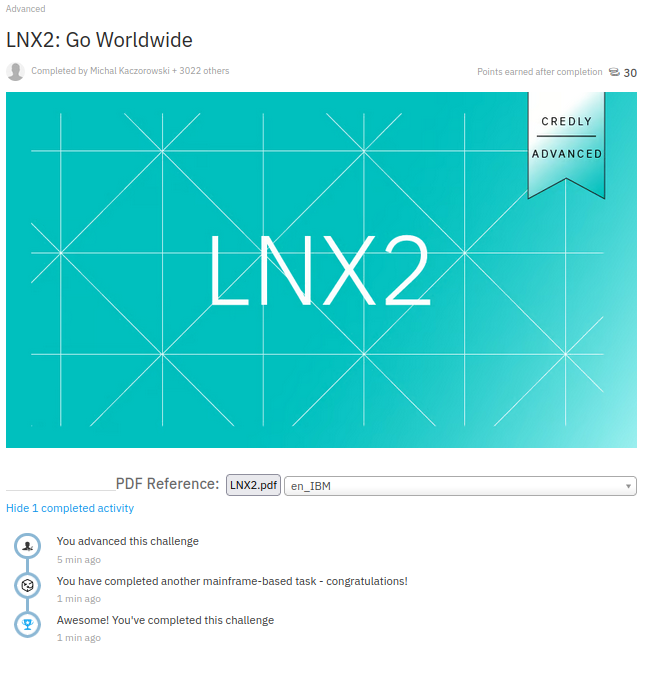 Advanced
LNX2: Go Worldwide
Completed by Michal Kaczorowski + 3022 others
Points earned after completion 30
CREDLY
ADVANCED
LNX2
PDF Reference: LNX2.pdf en_IBM
Hide 1 completed activity
You advanced this challenge
5 min ago
You have completed another mainframe-based task - congratulations!
1 min ago
Awesome! You've completed this challenge
1 min ago